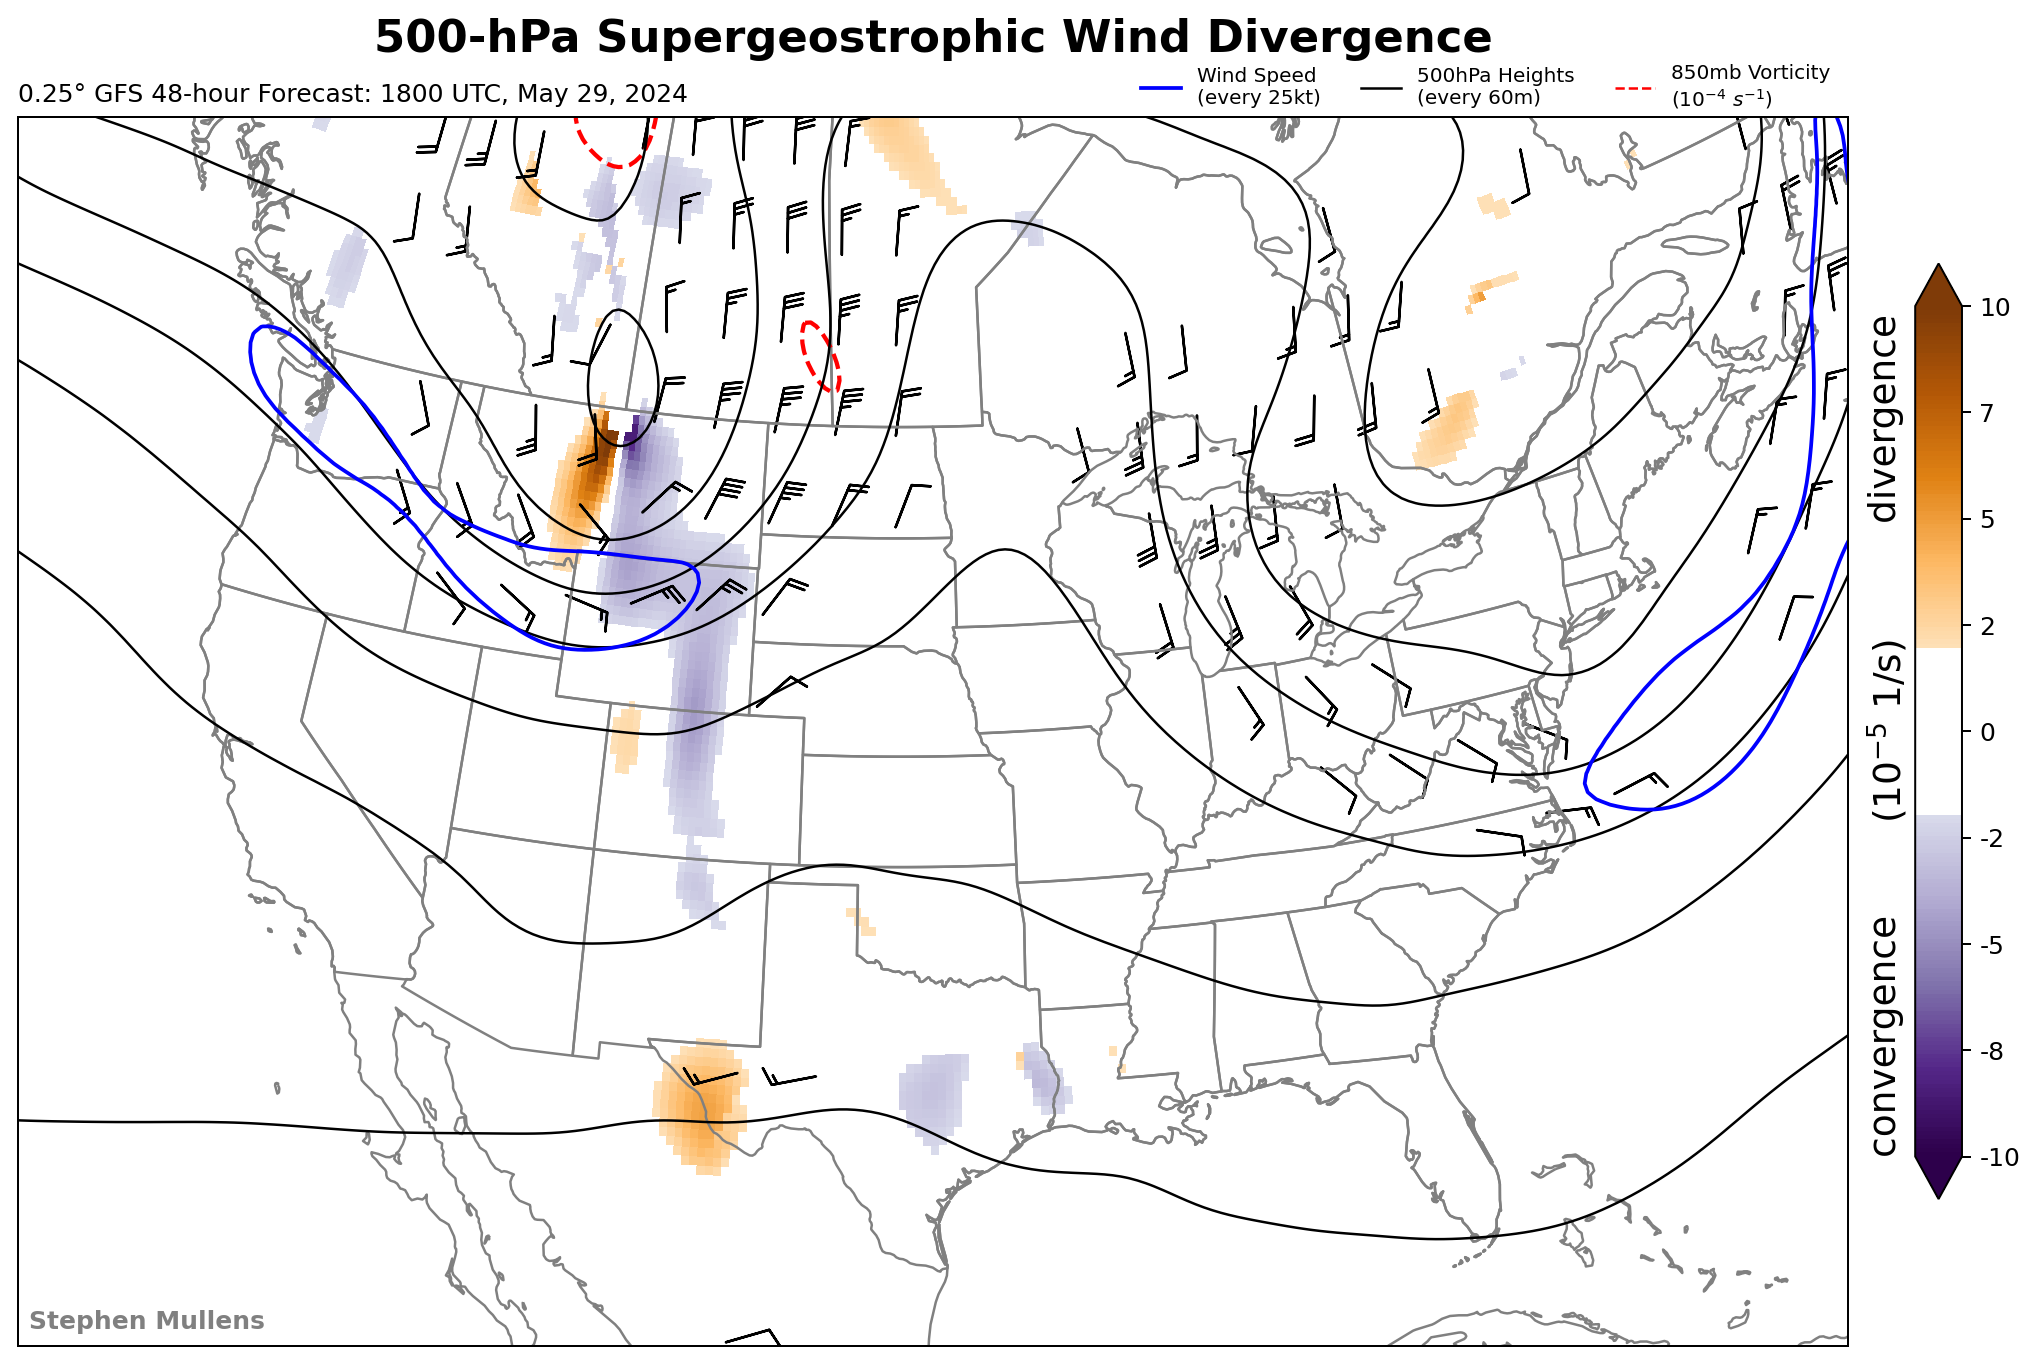 500-hPa Supergeostrophic Wind Divergence
0.25° GFS 48-hour Forecast: 1800 UTC, May 29, 2024
Wind Speed
(every 25kt)
500hPa Heights
(every 60m)
850mb Vorticity
(10⁻⁴ s⁻¹)
10
7
5
2
0
-2
-5
-8
-10
convergence (10⁻⁵ 1/s) divergence
Stephen Mullens